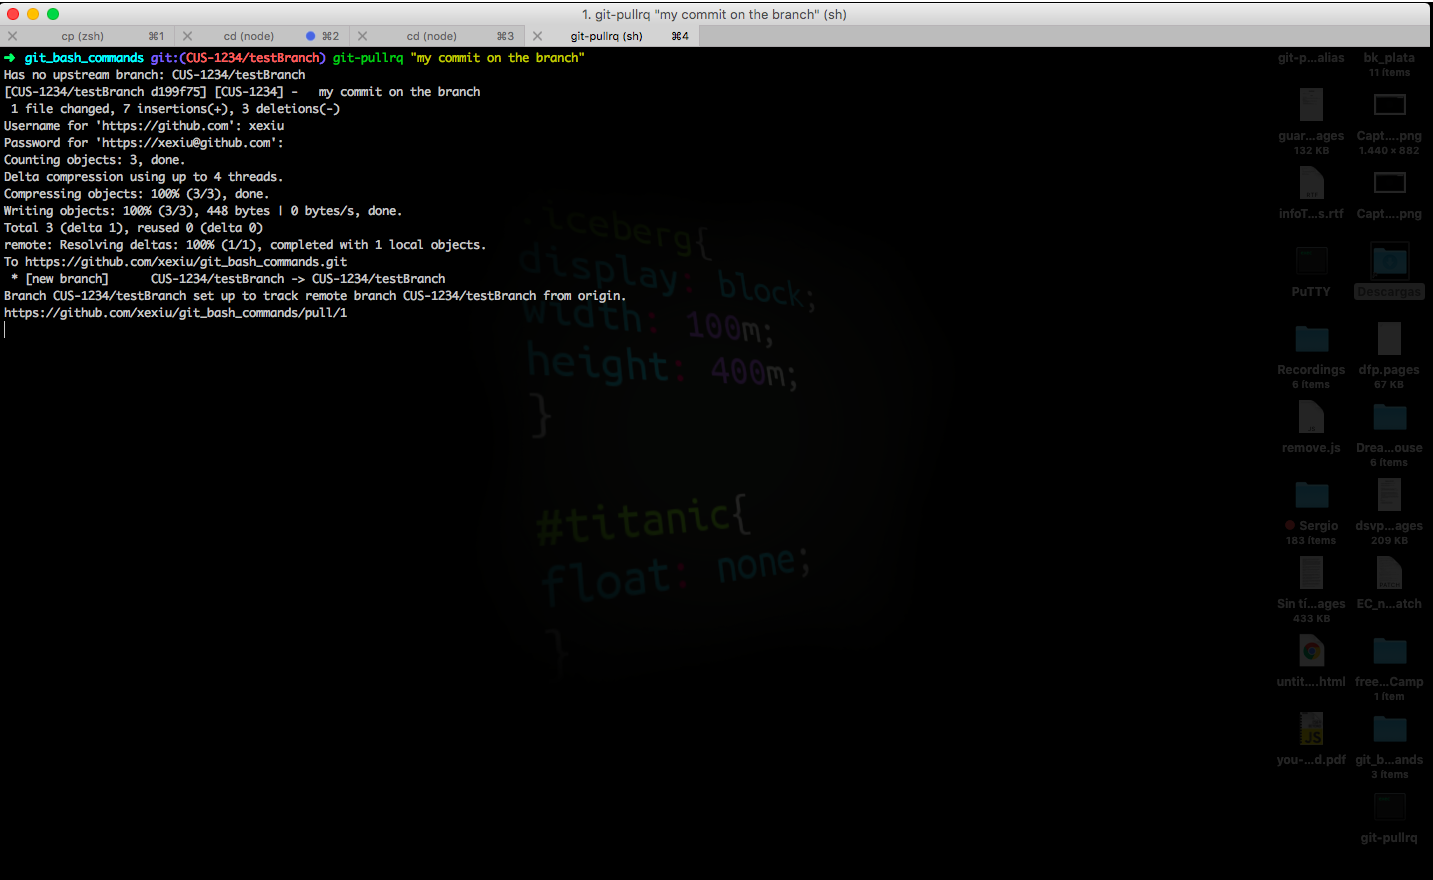 1. git-pullrq "my commit on the branch" (sh)
cp (zsh) ⌘1 cd (node) ⌘2 cd (node) ⌘3 git-pullrq (sh) ⌘4
➜ git_bash_commands git:(CUS-1234/testBranch) git-pullrq "my commit on the branch"
Has no upstream branch: CUS-1234/testBranch
[CUS-1234/testBranch d199f75] [CUS-1234] -   my commit on the branch
 1 file changed, 7 insertions(+), 3 deletions(-)
Username for 'https://github.com': xexiu
Password for 'https://xexiu@github.com':
Counting objects: 3, done.
Delta compression using up to 4 threads.
Compressing objects: 100% (3/3), done.
Writing objects: 100% (3/3), 448 bytes | 0 bytes/s, done.
Total 3 (delta 1), reused 0 (delta 0)
remote: Resolving deltas: 100% (1/1), completed with 1 local objects.
To https://github.com/xexiu/git_bash_commands.git
 * [new branch]      CUS-1234/testBranch -> CUS-1234/testBranch
Branch CUS-1234/testBranch set up to track remote branch CUS-1234/testBranch from origin.
https://github.com/xexiu/git_bash_commands/pull/1
.iceberg{
display: block;
width: 100m;
height: 400m;
}
#titanic{
float: none;
}
git-p...alias bk_plata
11 ítems
guar...ages Capt....png
132 KB 1.440 × 882
infoT...s.rtf Capt....png
PuTTY Descargas
Recordings dfp.pages
6 ítems 67 KB
remove.js Drea...ouse
6 ítems
Sergio dsvp...ages
183 ítems 209 KB
Sin tí...ages EC_n...atch
433 KB
untit....html free...Camp
1 ítem
JS
you-...d.pdf git_b...ands
3 ítems
git-pullrq